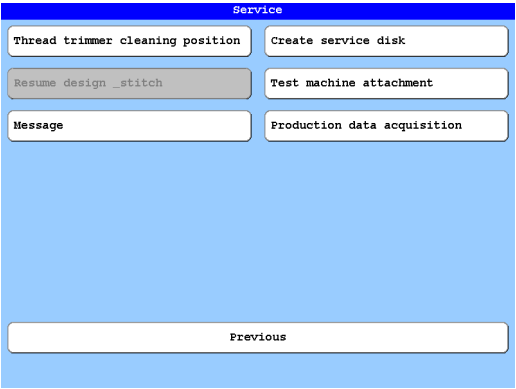 Service
Thread trimmer cleaning position
Create service disk
Resume design _stitch
Test machine attachment
Message
Production data acquisition
Previous